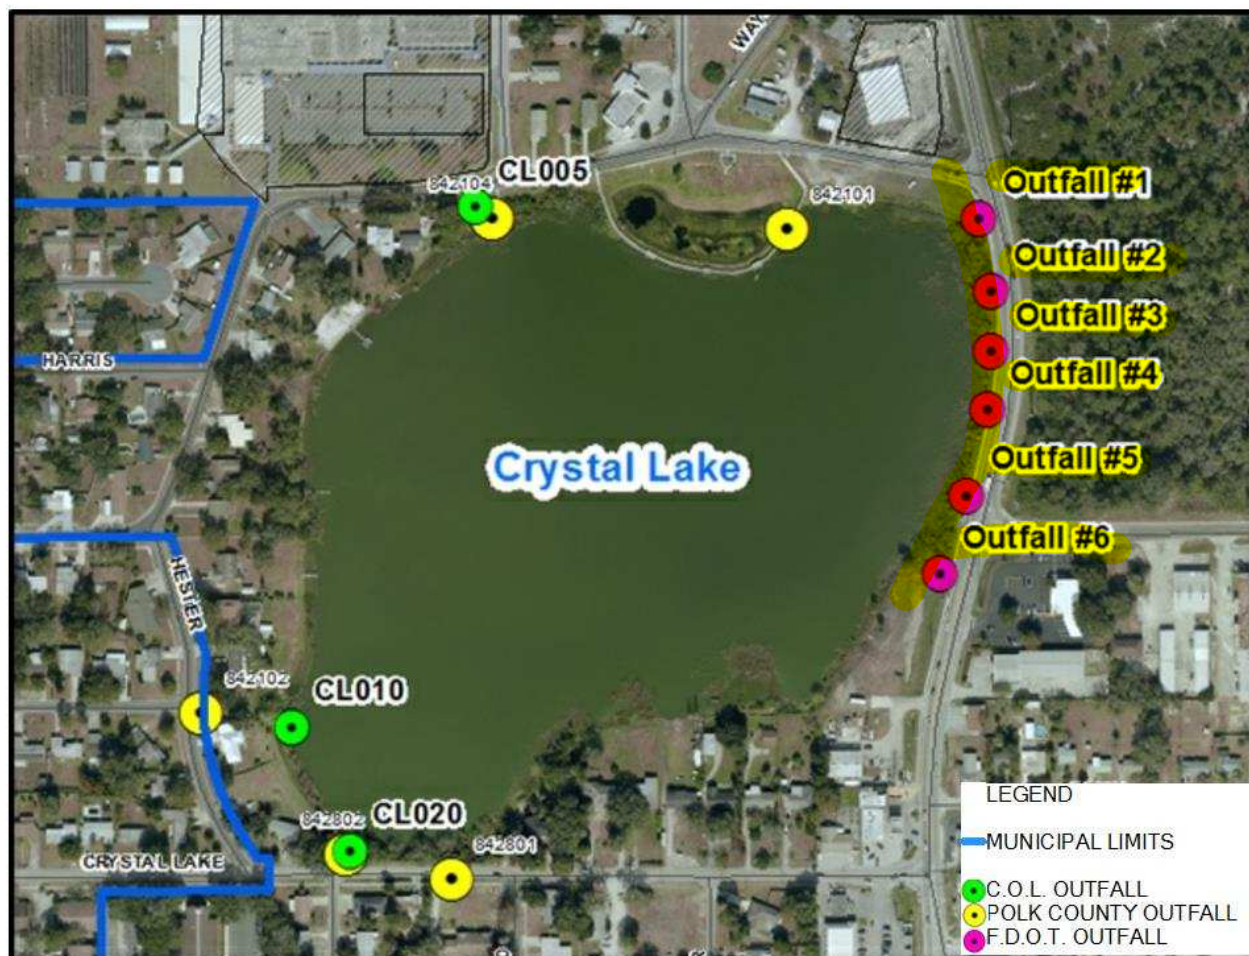 WAY
CL005
842104
842101
Outfall #1
Outfall #2
Outfall #3
HARRIS
Outfall #4
Crystal Lake
Outfall #5
Outfall #6
HESTER
842102
CL010
842802
CL020
842801
CRYSTAL LAKE
LEGEND
MUNICIPAL LIMITS
C.O.L. OUTFALL
POLK COUNTY OUTFALL
F.D.O.T. OUTFALL